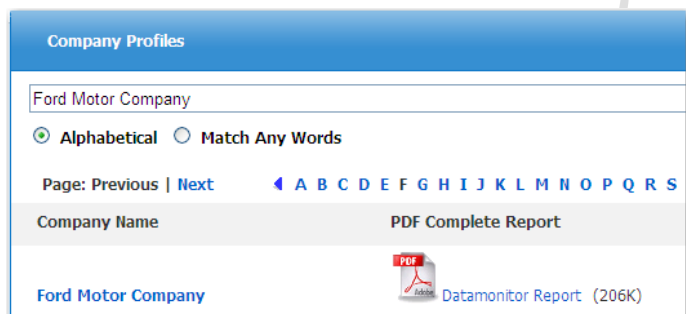 Company Profiles
Ford Motor Company
Alphabetical Match Any Words
Page: Previous | Next A B C D E F G H I J K L M N O P Q R S
Company Name PDF Complete Report
PDF
Adobe
Ford Motor Company Datamonitor Report (206K)